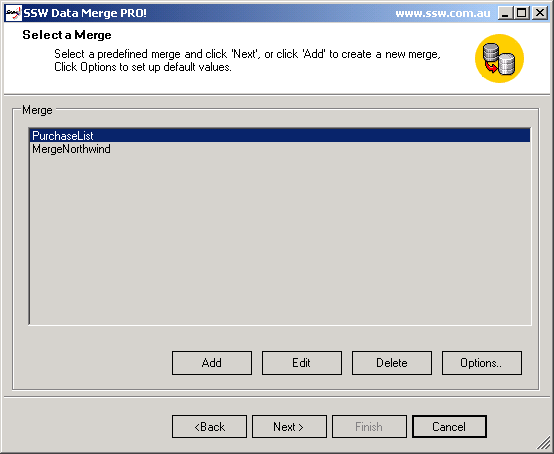 SSW Data Merge PRO! www.ssw.com.au
Select a Merge
Select a predefined merge and click 'Next', or click 'Add' to create a new merge,
Click Options to set up default values.
Merge
PurchaseList
MergeNorthwind
Add Edit Delete Options..
<Back Next > Finish Cancel